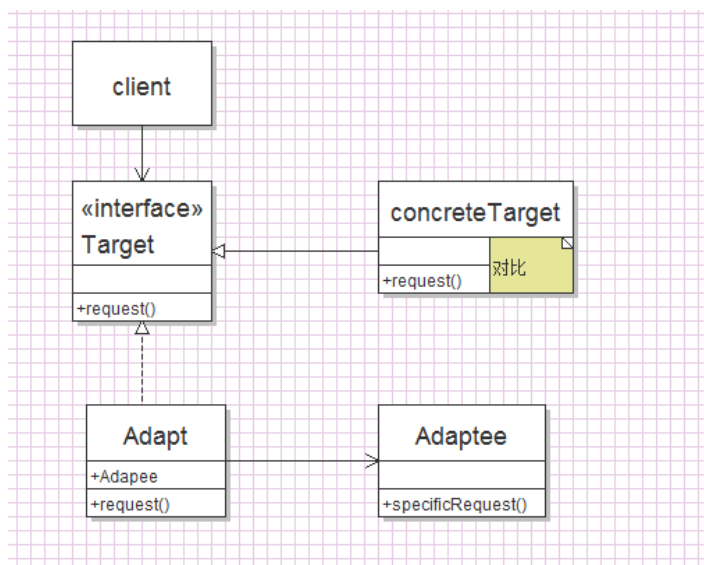 client
«interface»
Target
+request()
concreteTarget
+request()
对比
Adapt
+Adapee
+request()
Adaptee
+specificRequest()